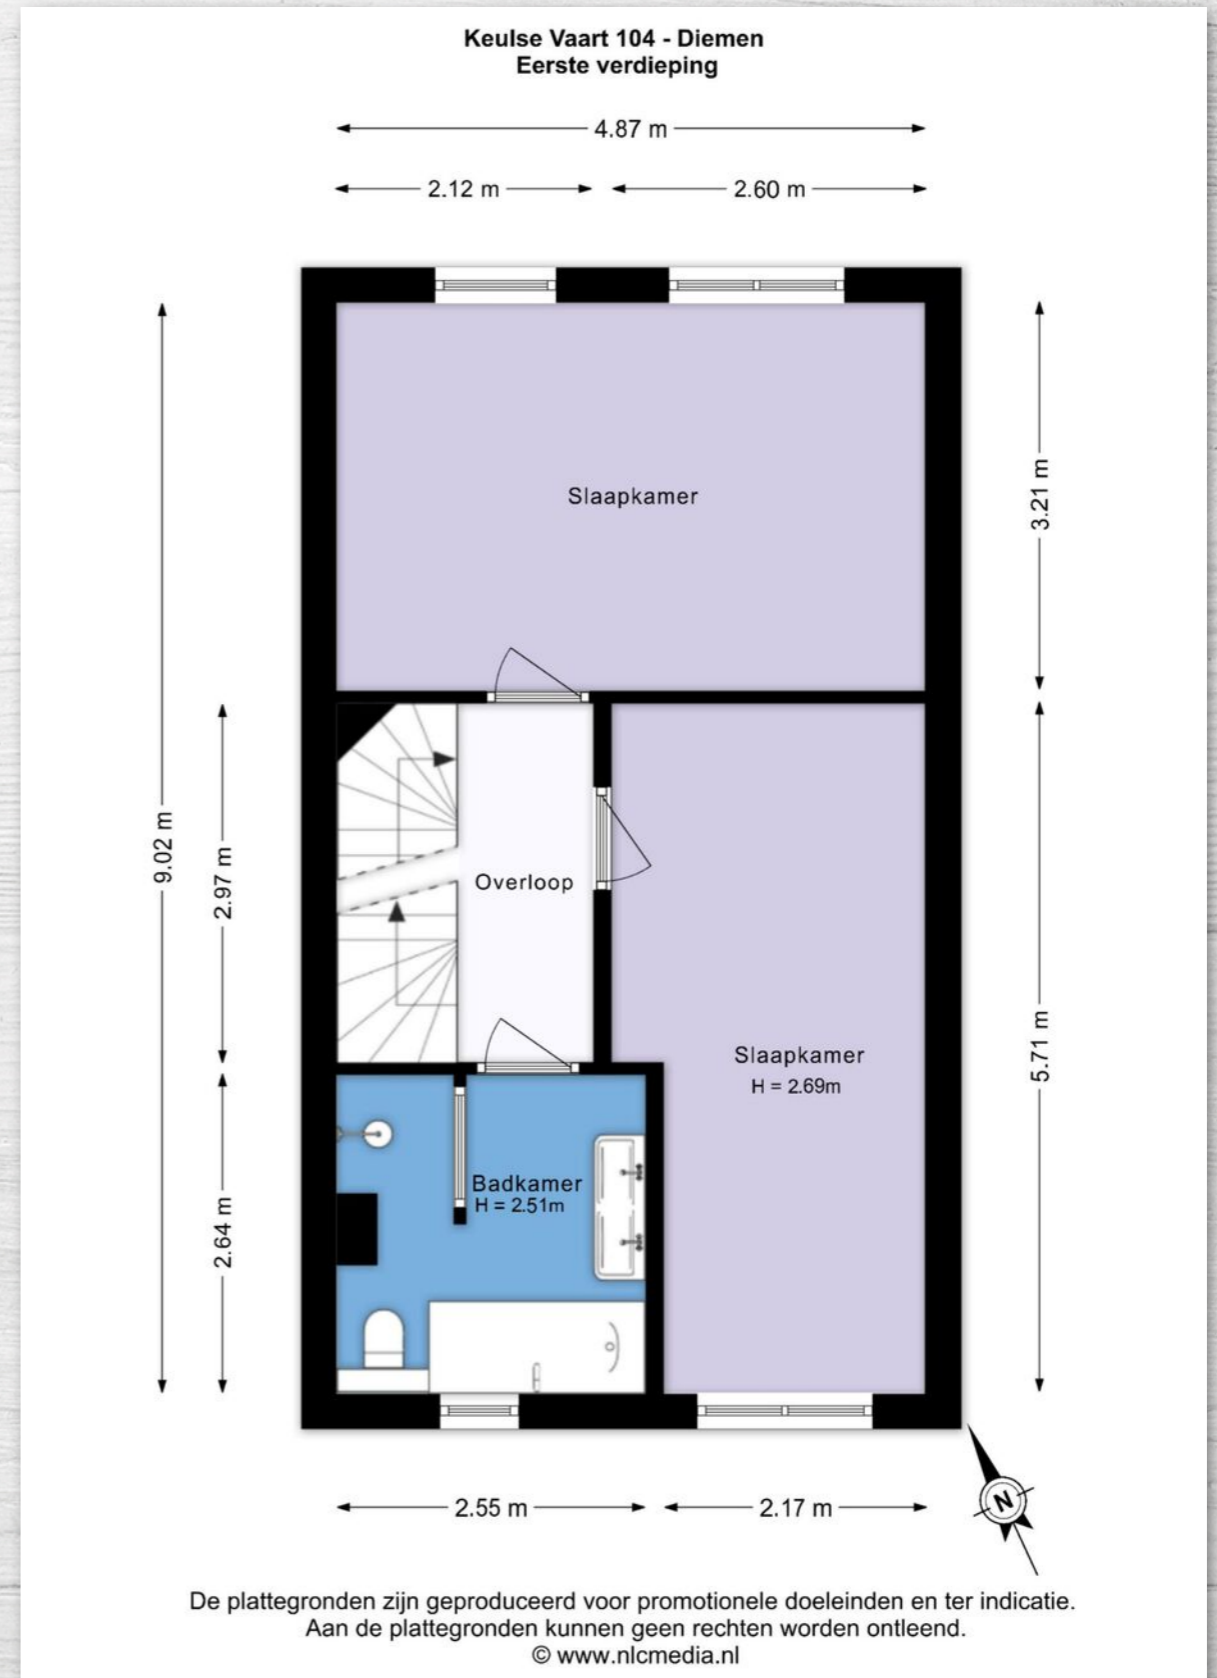 Keulse Vaart 104 - Diemen
Eerste verdieping
4.87 m
2.12 m
2.60 m
Slaapkamer
3.21 m
9.02 m
2.97 m
Overloop
Slaapkamer
H = 2.69m
5.71 m
Badkamer
H = 2.51m
2.64 m
2.55 m
2.17 m
N
De plattegronden zijn geproduceerd voor promotionele doeleinden en ter indicatie.
Aan de plattegronden kunnen geen rechten worden ontleend.
© www.nlcmedia.nl